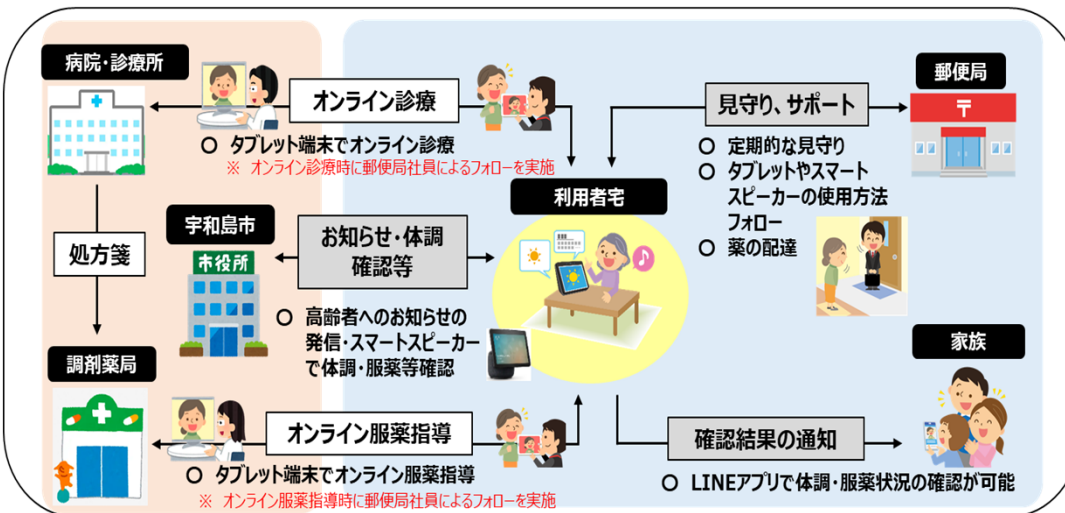 病院・診療所
オンライン診療
○ タブレット端末でオンライン診療
※ オンライン診療時に郵便局社員によるフォローを実施
見守り、サポート
郵便局
〒
○ 定期的な見守り
○ タブレットやスマート
スピーカーの使用方法
フォロー
○ 薬の配達
処方箋
宇和島市
市役所
お知らせ・体調
確認等
○ 高齢者へのお知らせの
発信・スマートスピーカー
で体調・服薬等確認
利用者宅
調剤薬局
オンライン服薬指導
○ タブレット端末でオンライン服薬指導
※ オンライン服薬指導時に郵便局社員によるフォローを実施
家族
確認結果の通知
○ LINEアプリで体調・服薬状況の確認が可能